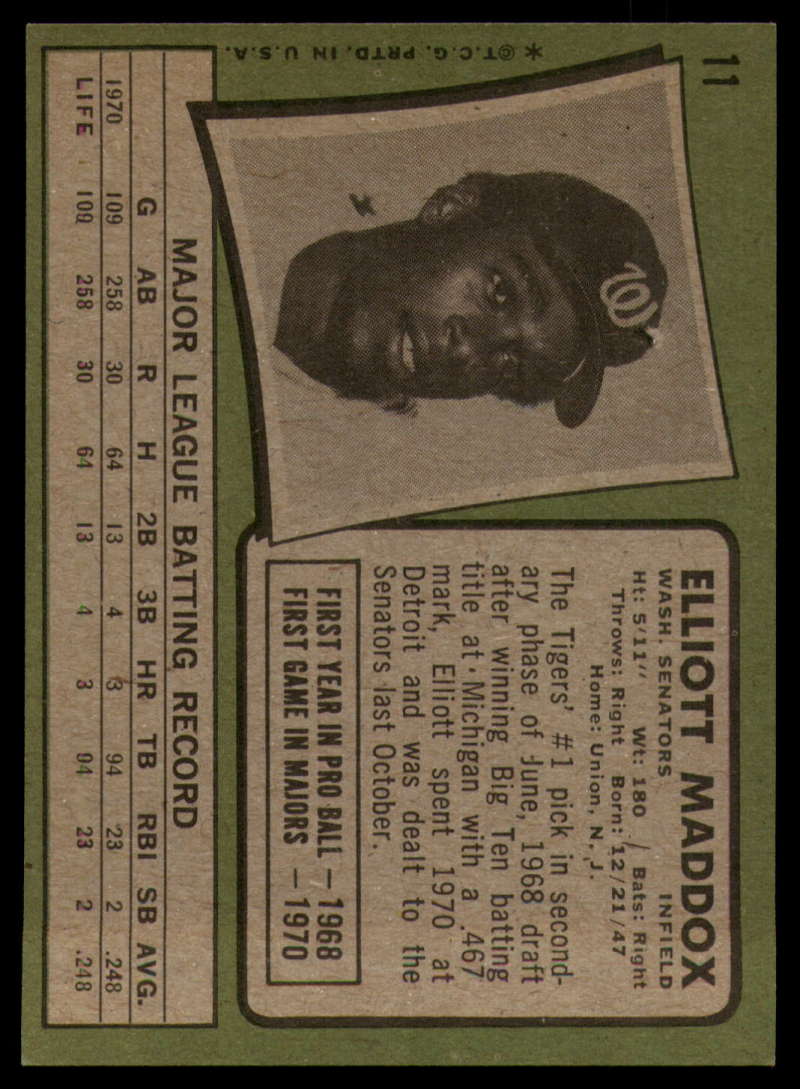 11
ELLIOTT MADDOX
WASH. SENATORS INFIELD
Ht: 5'11" Wt: 180 Bats: Right
Throws: Right Born: 12/21/47
Home: Union, N. J.
The Tigers' #1 pick in second-
ary phase of June, 1968 draft
after winning Big Ten batting
title at Michigan with a .467
mark, Elliott spent 1970 at
Detroit and was dealt to the
Senators last October.
FIRST YEAR IN PRO BALL — 1968
FIRST GAME IN MAJORS — 1970
W
MAJOR LEAGUE BATTING RECORD
G AB R H 2B 3B HR TB RBI SB AVG.
1970 109 258 30 64 13 4 3 94 23 2 .248
LIFE 109 258 30 64 13 4 3 94 23 2 .248
*©T.C.G. PRTD. IN U.S.A.